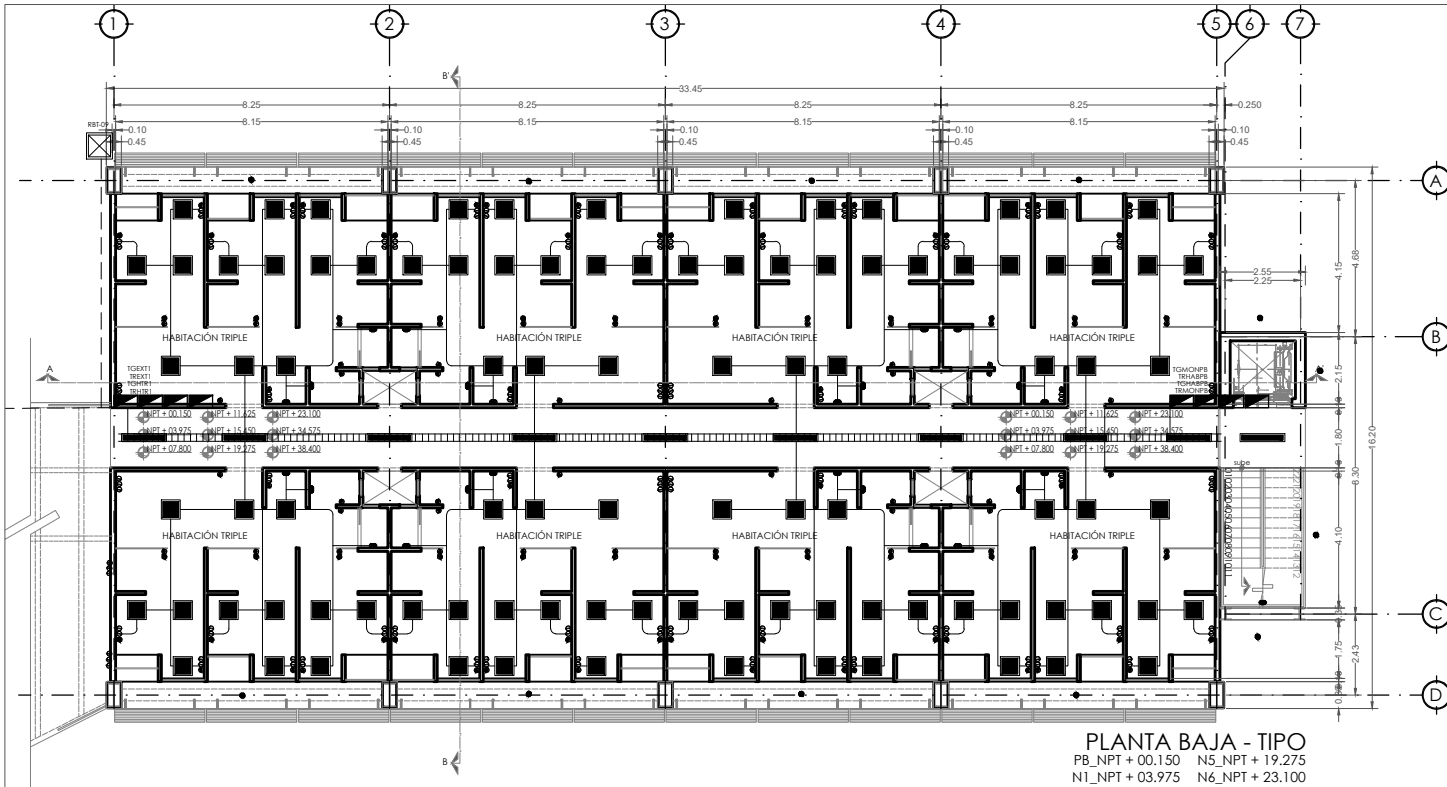 1 2 3 4 5 6 7
B'
33.45
8.25 8.25 8.25 8.25 0.250
8.15 8.15 8.15 8.15
RBT-09
0.10 0.10 0.10 0.10 0.10
0.45 0.45 0.45 0.45 0.45
A
4.15 4.68
2.55
2.25
HABITACIÓN TRIPLE HABITACIÓN TRIPLE HABITACIÓN TRIPLE HABITACIÓN TRIPLE
B
TGEXT1
TREXT1
TGHTR1
TRHTR1
A
TGMONPB
TRHABPB
TGHABPB
TRMONPB
2.15
NPT + 00.150 NPT + 11.625 NPT + 23.100 NPT + 00.150 NPT + 11.625 NPT + 23.100
NPT + 03.975 NPT + 15.450 NPT + 34.575 NPT + 03.975 NPT + 15.450 NPT + 34.575
NPT + 07.800 NPT + 19.275 NPT + 38.400 NPT + 07.800 NPT + 19.275 NPT + 38.400
1.80
16.20
8.30
sube
HABITACIÓN TRIPLE HABITACIÓN TRIPLE HABITACIÓN TRIPLE HABITACIÓN TRIPLE
4.10
C
1.75 2.43
D
B
PLANTA BAJA - TIPO
PB_NPT + 00.150 N5_NPT + 19.275
N1_NPT + 03.975 N6_NPT + 23.100